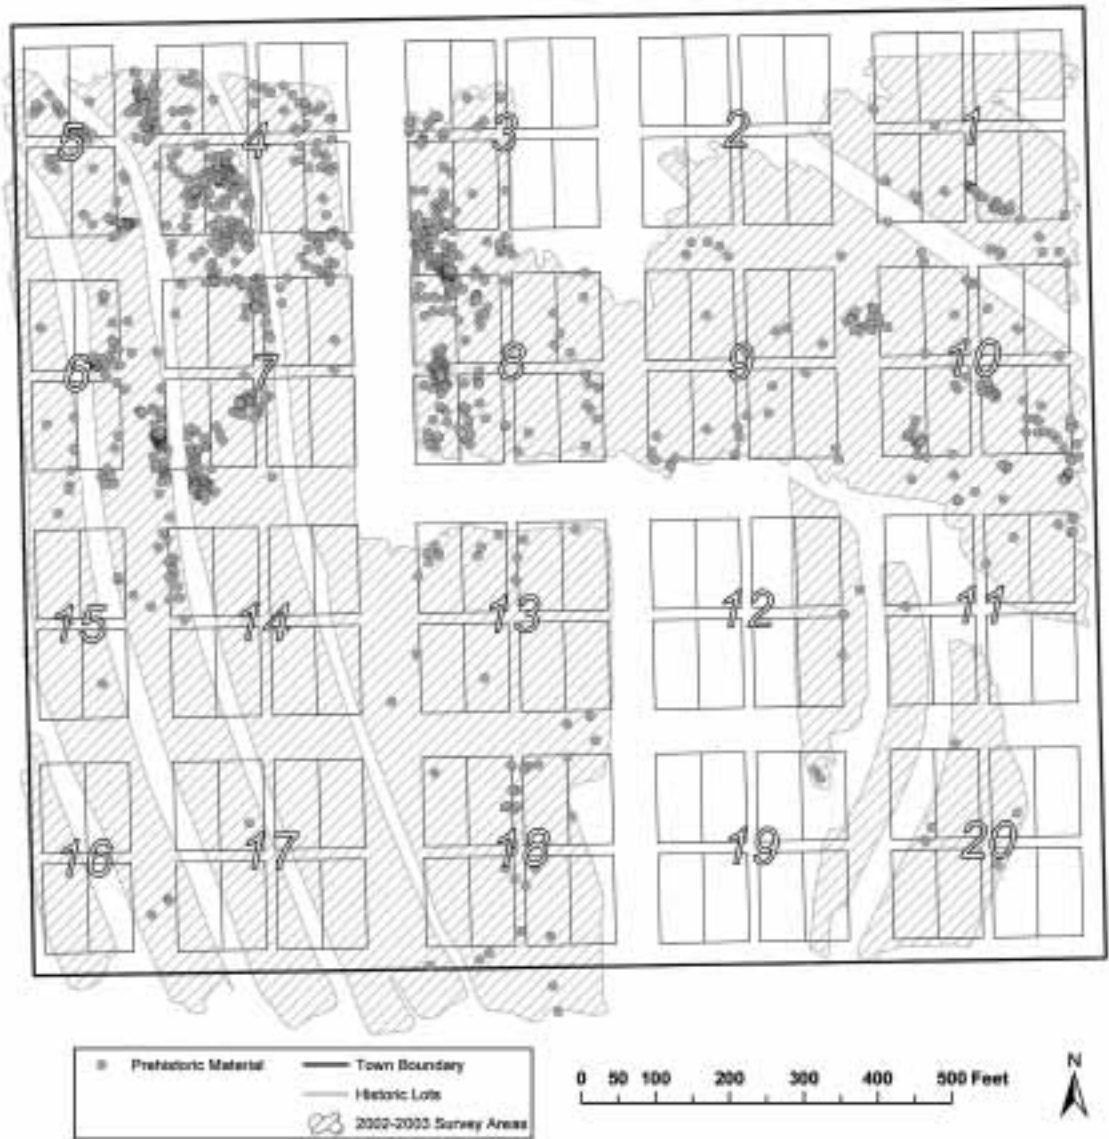 5 4 3 2 1
6 7 8 9 10
15 14 13 12 11
16 17 18 19 20
Prehistoric Material
Town Boundary
Historic Lots
2002-2003 Survey Areas
0 50 100 200 300 400 500 Feet
N